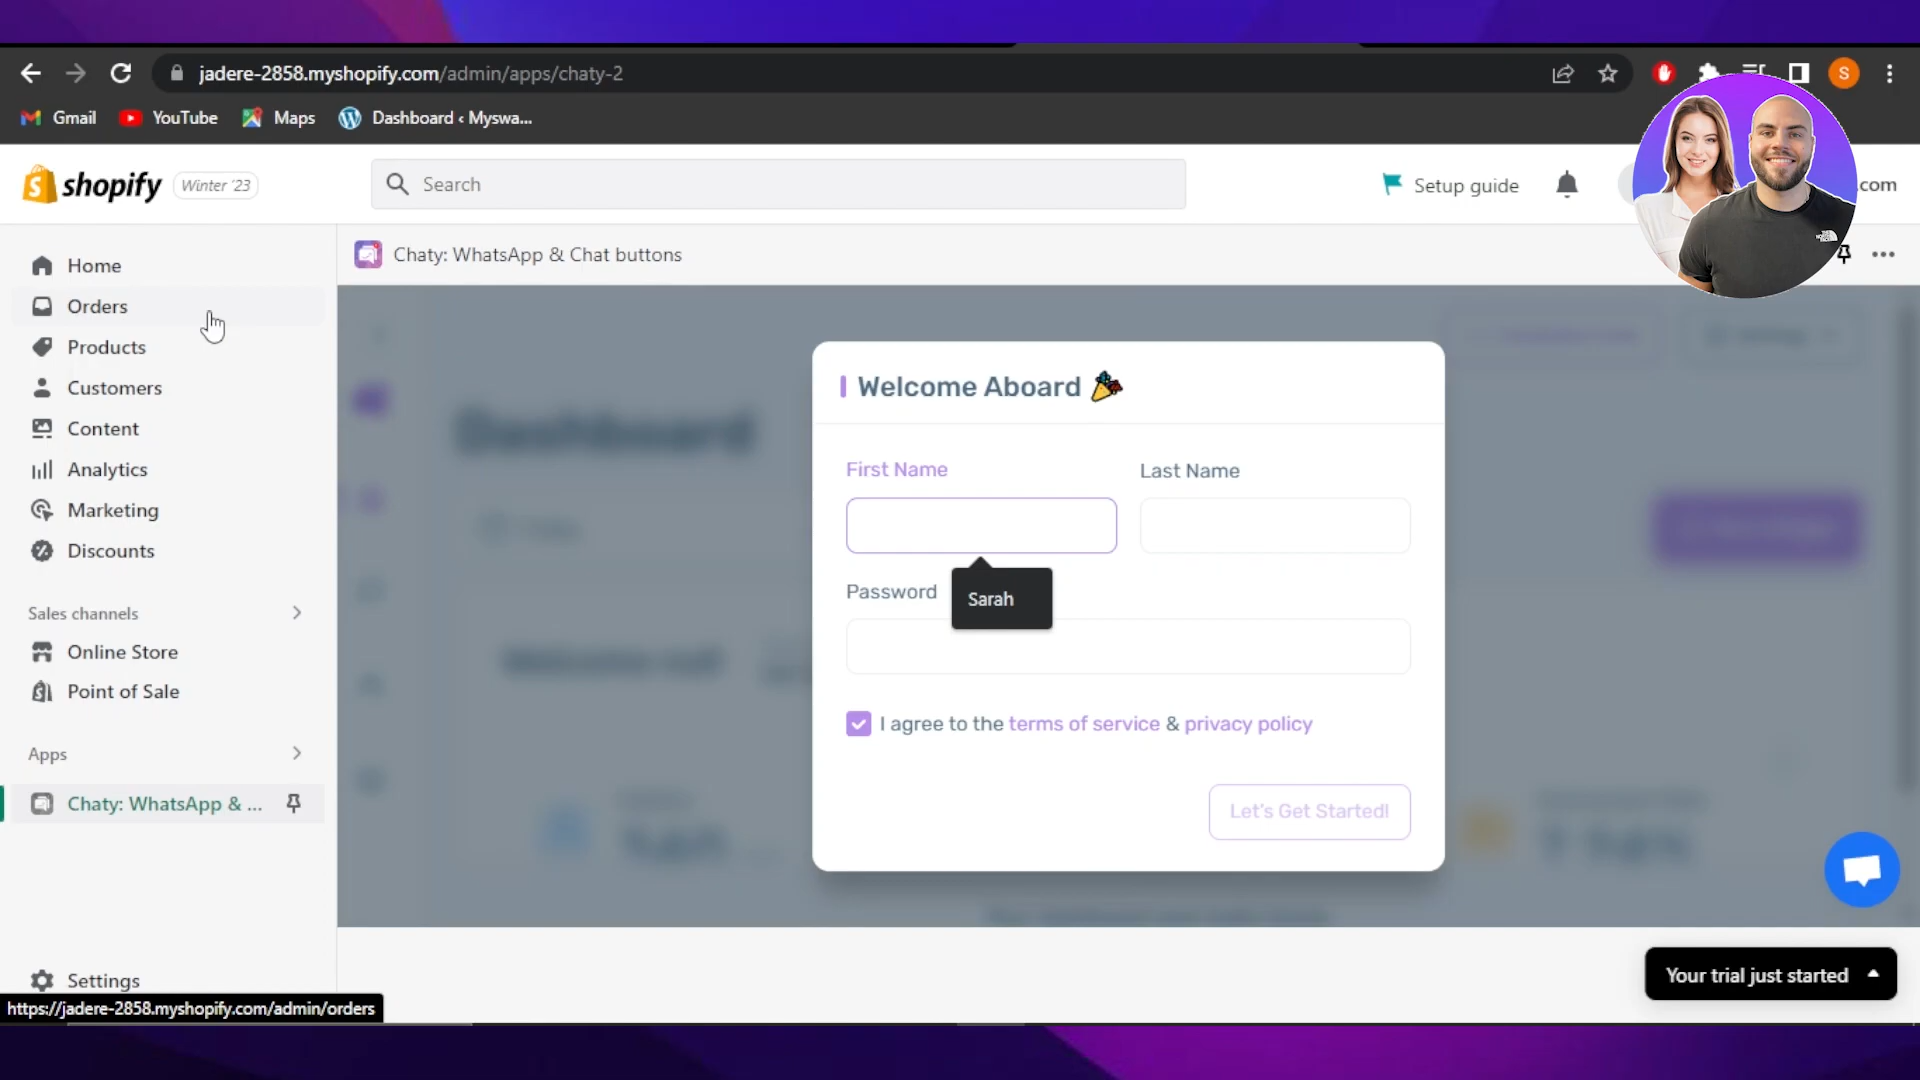 jadere-2858.myshopify.com/admin/apps/chaty-2
S
Gmail
YouTube
Maps
Dashboard ‹ Myswa...
shopify
Winter '23
Search
Setup guide
.com
Home
Orders
Products
Customers
Content
Analytics
Marketing
Discounts
Sales channels
Online Store
Point of Sale
Apps
Chaty: WhatsApp & ...
Settings
https://jadere-2858.myshopify.com/admin/orders
Chaty: WhatsApp & Chat buttons
Dashboard
Welcome Aboard
First Name
Last Name
Sarah
Password
I agree to the terms of service & privacy policy
Let's Get Started!
Your trial just started